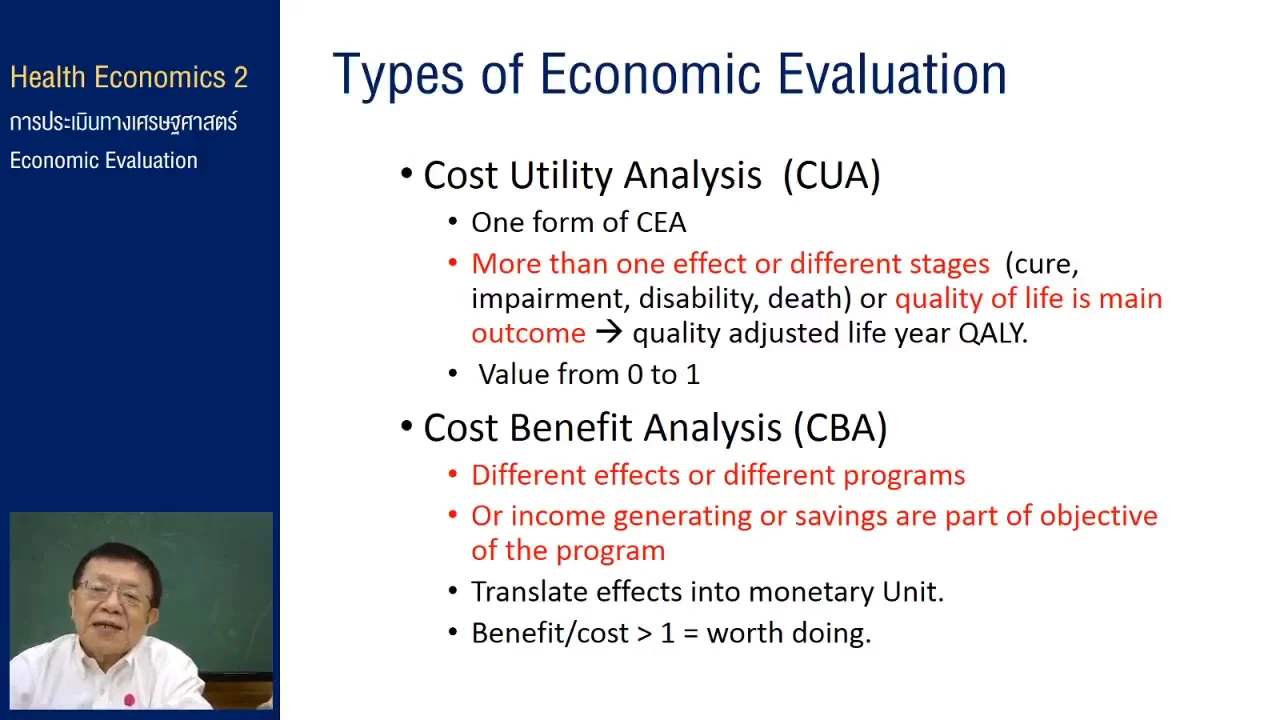 Health Economics 2
การประเมินทางเศรษฐศาสตร์
Economic Evaluation
Types of Economic Evaluation
• Cost Utility Analysis (CUA)
• One form of CEA
• More than one effect or different stages (cure,
impairment, disability, death) or quality of life is main
outcome → quality adjusted life year QALY.
• Value from 0 to 1
• Cost Benefit Analysis (CBA)
• Different effects or different programs
• Or income generating or savings are part of objective
of the program
• Translate effects into monetary Unit.
• Benefit/cost > 1 = worth doing.